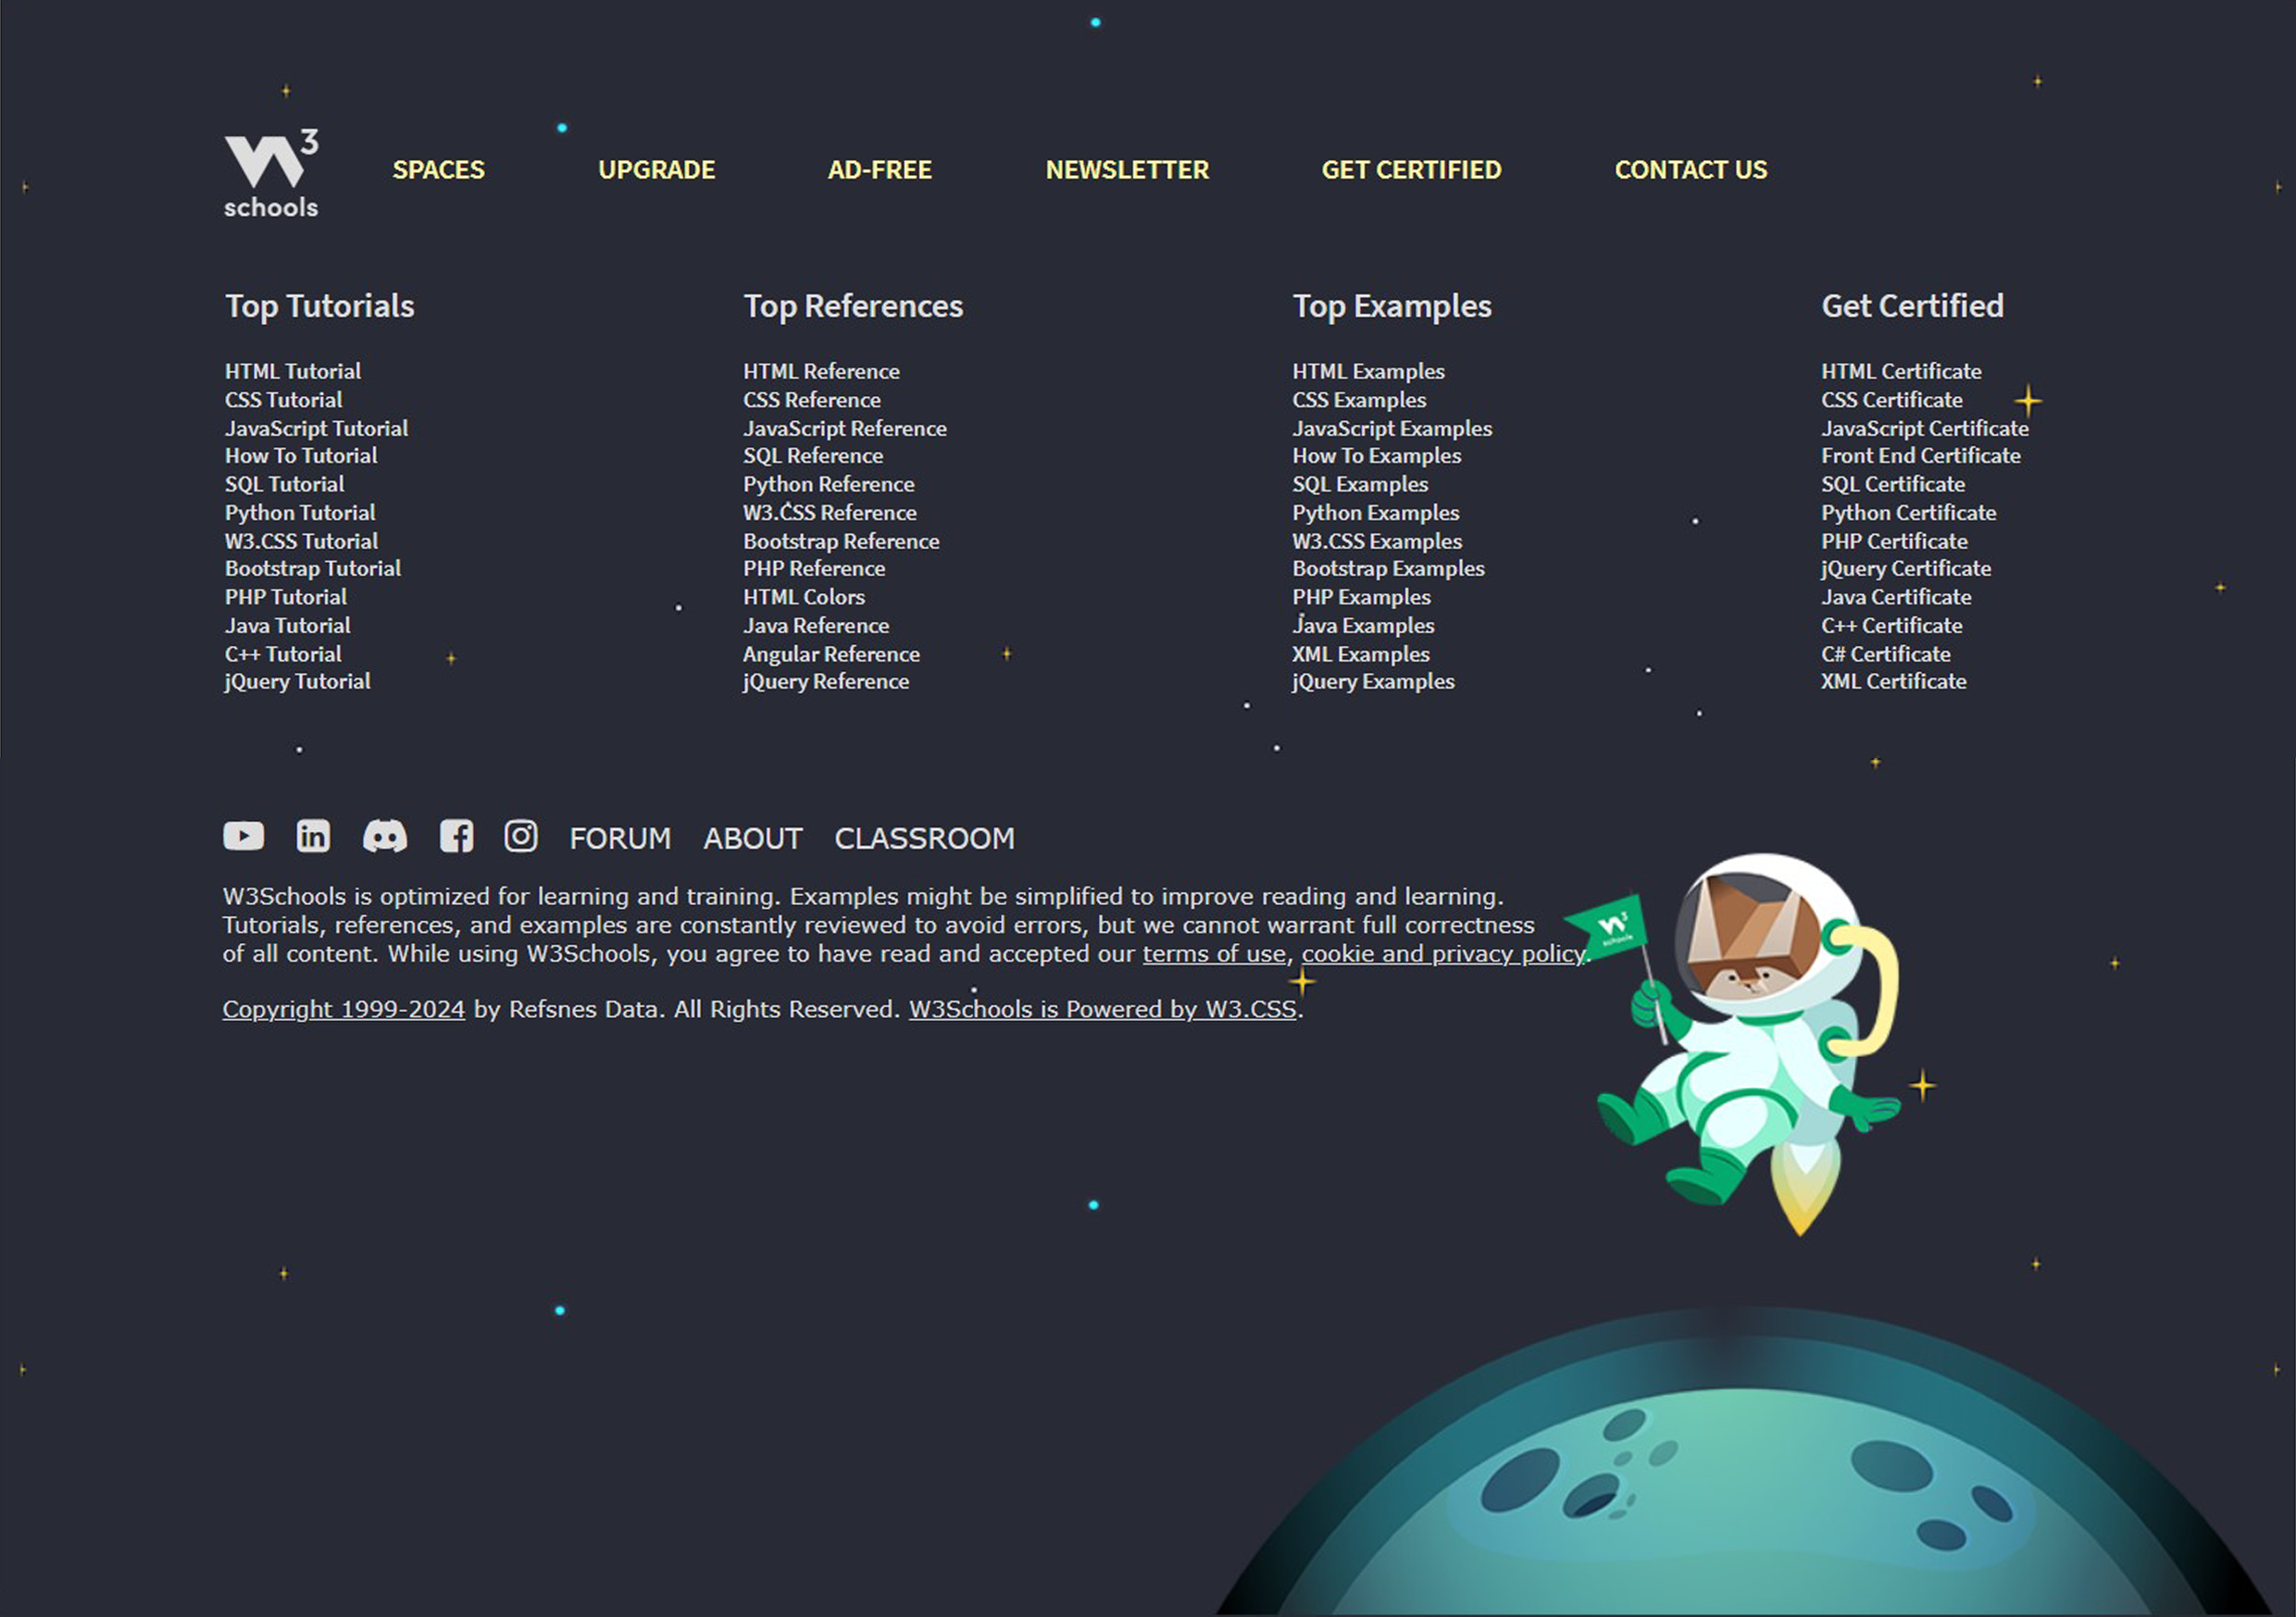 W3 schools
SPACES UPGRADE AD-FREE NEWSLETTER GET CERTIFIED CONTACT US
Top Tutorials
HTML Tutorial
CSS Tutorial
JavaScript Tutorial
How To Tutorial
SQL Tutorial
Python Tutorial
W3.CSS Tutorial
Bootstrap Tutorial
PHP Tutorial
Java Tutorial
C++ Tutorial
jQuery Tutorial
Top References
HTML Reference
CSS Reference
JavaScript Reference
SQL Reference
Python Reference
W3.CSS Reference
Bootstrap Reference
PHP Reference
HTML Colors
Java Reference
Angular Reference
jQuery Reference
Top Examples
HTML Examples
CSS Examples
JavaScript Examples
How To Examples
SQL Examples
Python Examples
W3.CSS Examples
Bootstrap Examples
PHP Examples
Java Examples
XML Examples
jQuery Examples
Get Certified
HTML Certificate
CSS Certificate
JavaScript Certificate
Front End Certificate
SQL Certificate
Python Certificate
PHP Certificate
jQuery Certificate
Java Certificate
C++ Certificate
C# Certificate
XML Certificate
in FORUM ABOUT CLASSROOM
W3Schools is optimized for learning and training. Examples might be simplified to improve reading and learning.
Tutorials, references, and examples are constantly reviewed to avoid errors, but we cannot warrant full correctness
of all content. While using W3Schools, you agree to have read and accepted our terms of use, cookie and privacy policy.
Copyright 1999-2024 by Refsnes Data. All Rights Reserved. W3Schools is Powered by W3.CSS.
W3 schools